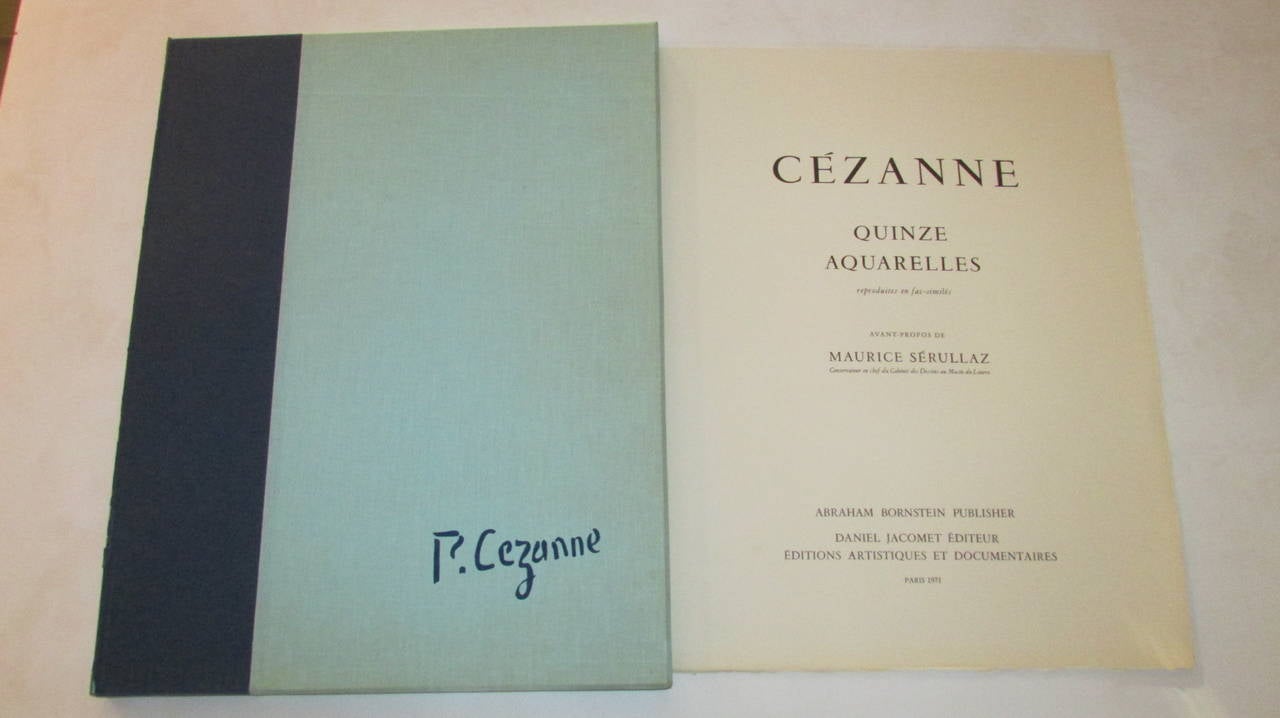 P. Cezanne
CÉZANNE
QUINZE
AQUARELLES
reproduites en fac-similés
AVANT-PROPOS DE
MAURICE SÉRULLAZ
Conservateur en chef du Cabinet des Dessins au Musée du Louvre
ABRAHAM BORNSTEIN PUBLISHER
DANIEL JACOMET ÉDITEUR
ÉDITIONS ARTISTIQUES ET DOCUMENTAIRES
PARIS 1971